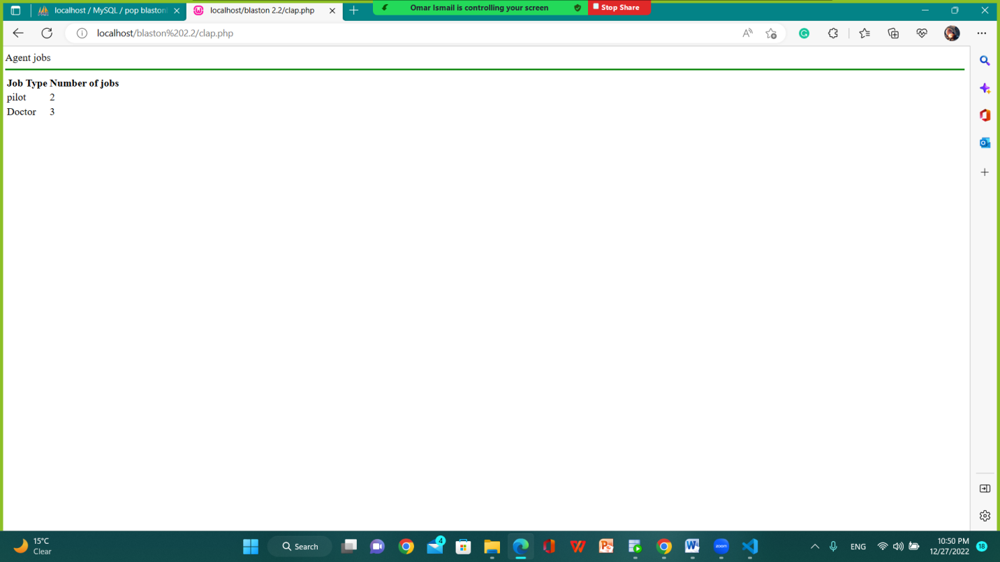 localhost / MySQL / pop blaston
localhost/blaston 2.2/clap.php
Omar Ismail is controlling your screen
Stop Share
localhost/blaston%202.2/clap.php
Agent jobs
Job Type Number of jobs
pilot 2
Doctor 3
15°C
Clear
Search
4
zoom
ENG
10:50 PM
12/27/2022
18